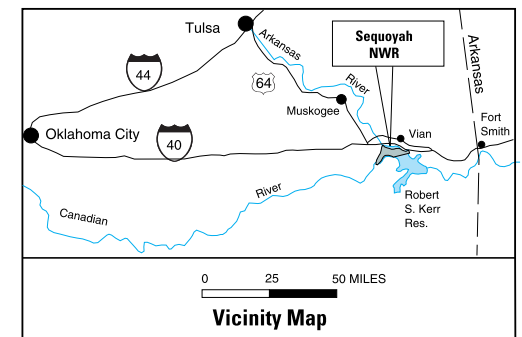 Tulsa
Arkansas
River
Sequoyah
NWR
Arkansas
44
64
Muskogee
Fort
Smith
Vian
Oklahoma City
40
Robert
S. Kerr
Res.
River
Canadian
0 25 50 MILES
Vicinity Map